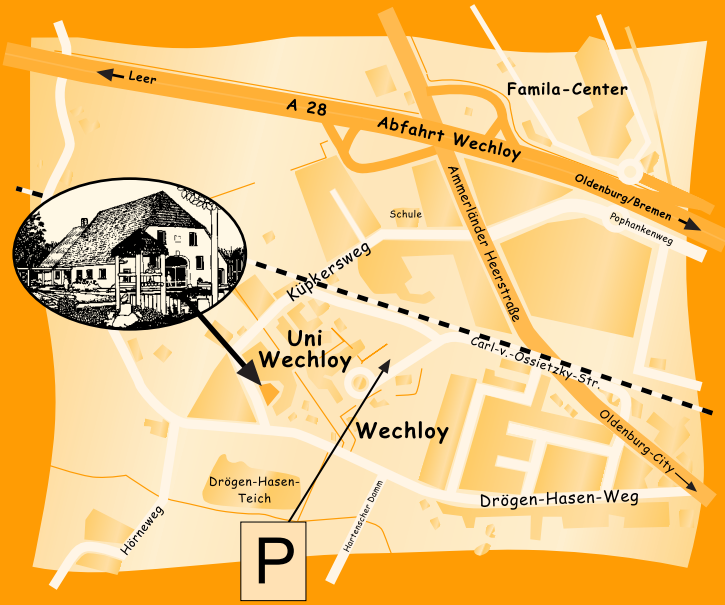 Leer
A 28
Abfahrt Wechloy
Famila-Center
Oldenburg/Bremen
Pophankenweg
Schule
Ammerländer Heerstraße
Küpkersweg
Uni
Wechloy
Carl-v.-Ossietzky-Str.
Wechloy
Oldenburg-City
Drögen-Hasen-
Teich
Drögen-Hasen-Weg
Hartenscher Damm
Hörneweg
P